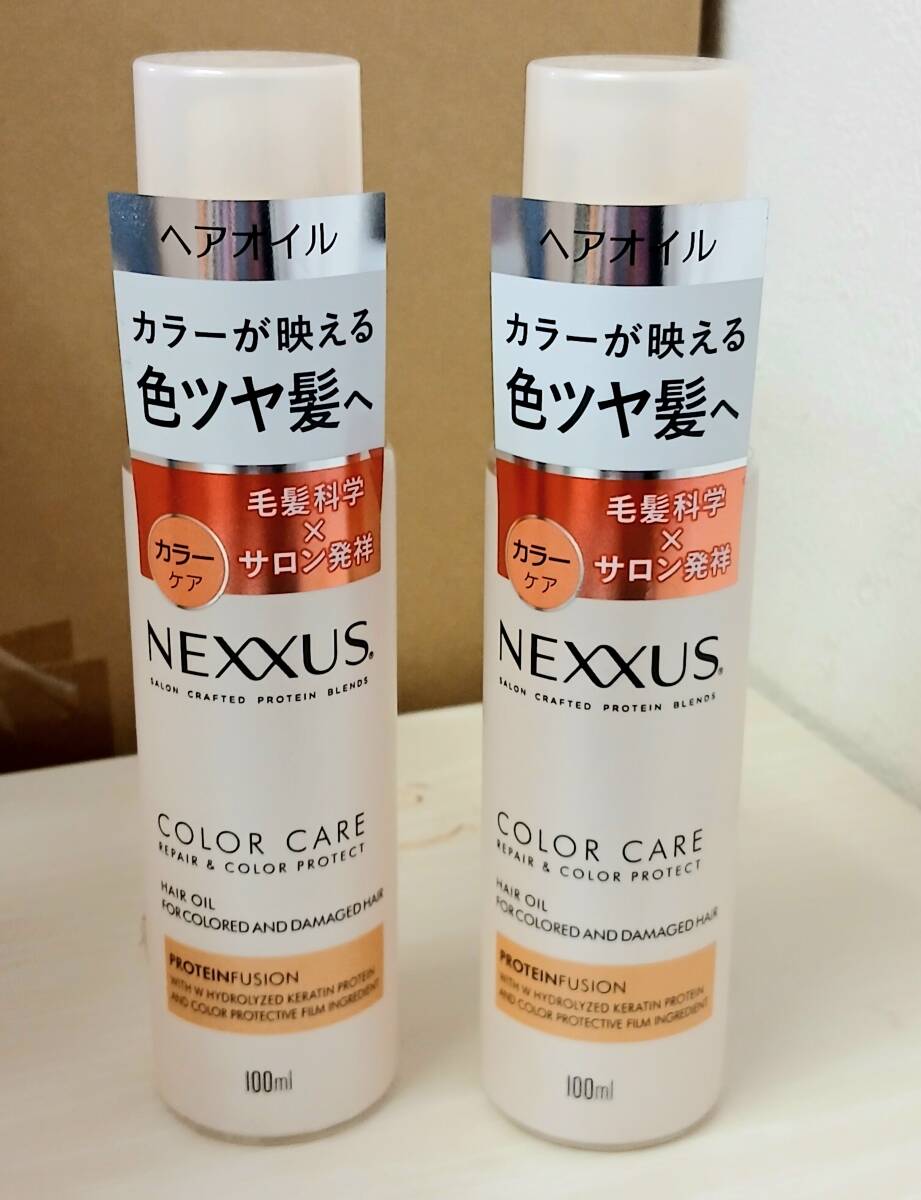 ヘアオイル
カラーが映える
色ツヤ髪へ
毛髪科学
×
サロン発祥
カラー
ケア
NEXXUS®
SALON CRAFTED PROTEIN BLENDS
COLOR CARE
REPAIR & COLOR PROTECT
HAIR OIL
FOR COLORED AND DAMAGED HAIR
PROTEINFUSION
WITH W HYDROLYZED KERATIN PROTEIN
AND COLOR PROTECTIVE FILM INGREDIENT
100ml
ヘアオイル
カラーが映える
色ツヤ髪へ
毛髪科学
×
サロン発祥
カラー
ケア
NEXXUS®
SALON CRAFTED PROTEIN BLENDS
COLOR CARE
REPAIR & COLOR PROTECT
HAIR OIL
FOR COLORED AND DAMAGED HAIR
PROTEINFUSION
WITH W HYDROLYZED KERATIN PROTEIN
AND COLOR PROTECTIVE FILM INGREDIENT
100ml